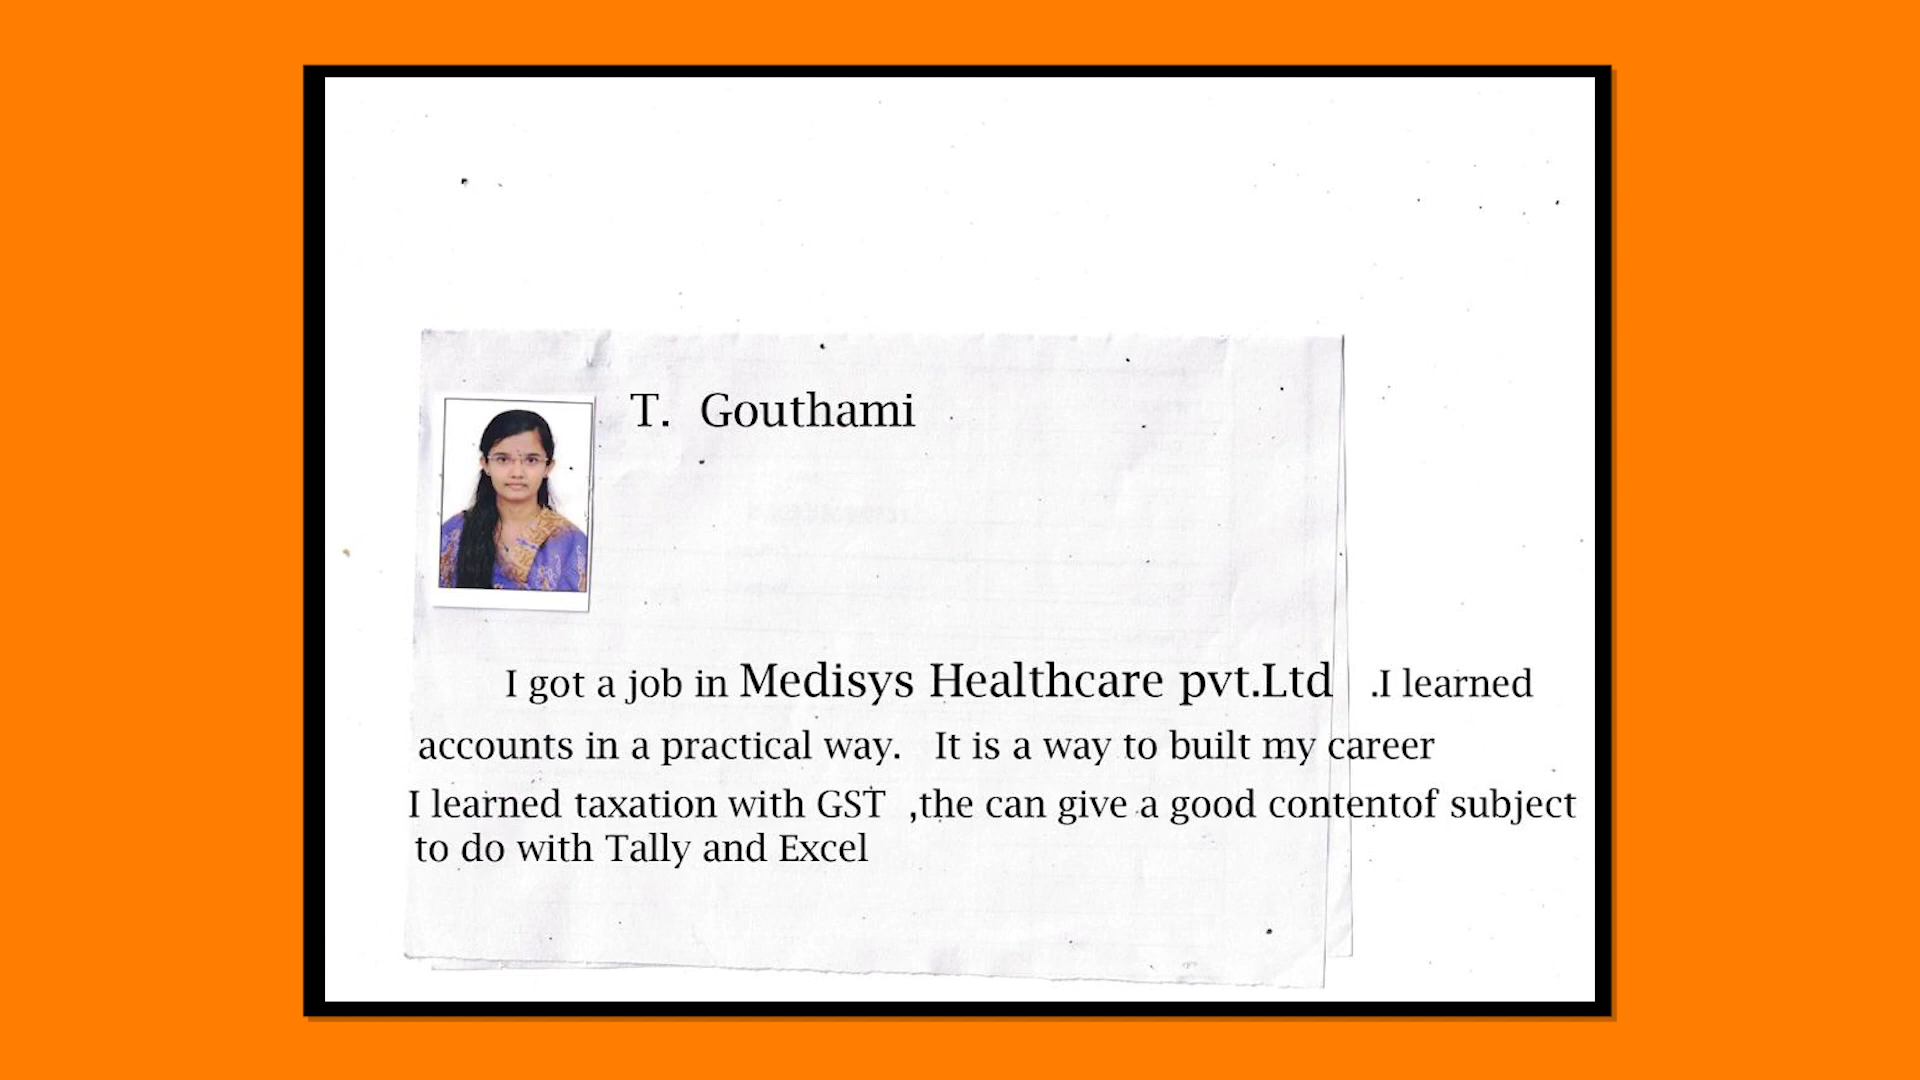 T. Gouthami
I got a job in Medisys Healthcare pvt.Ltd .I learned
accounts in a practical way. It is a way to built my career
I learned taxation with GST ,the can give a good contentof subject
to do with Tally and Excel